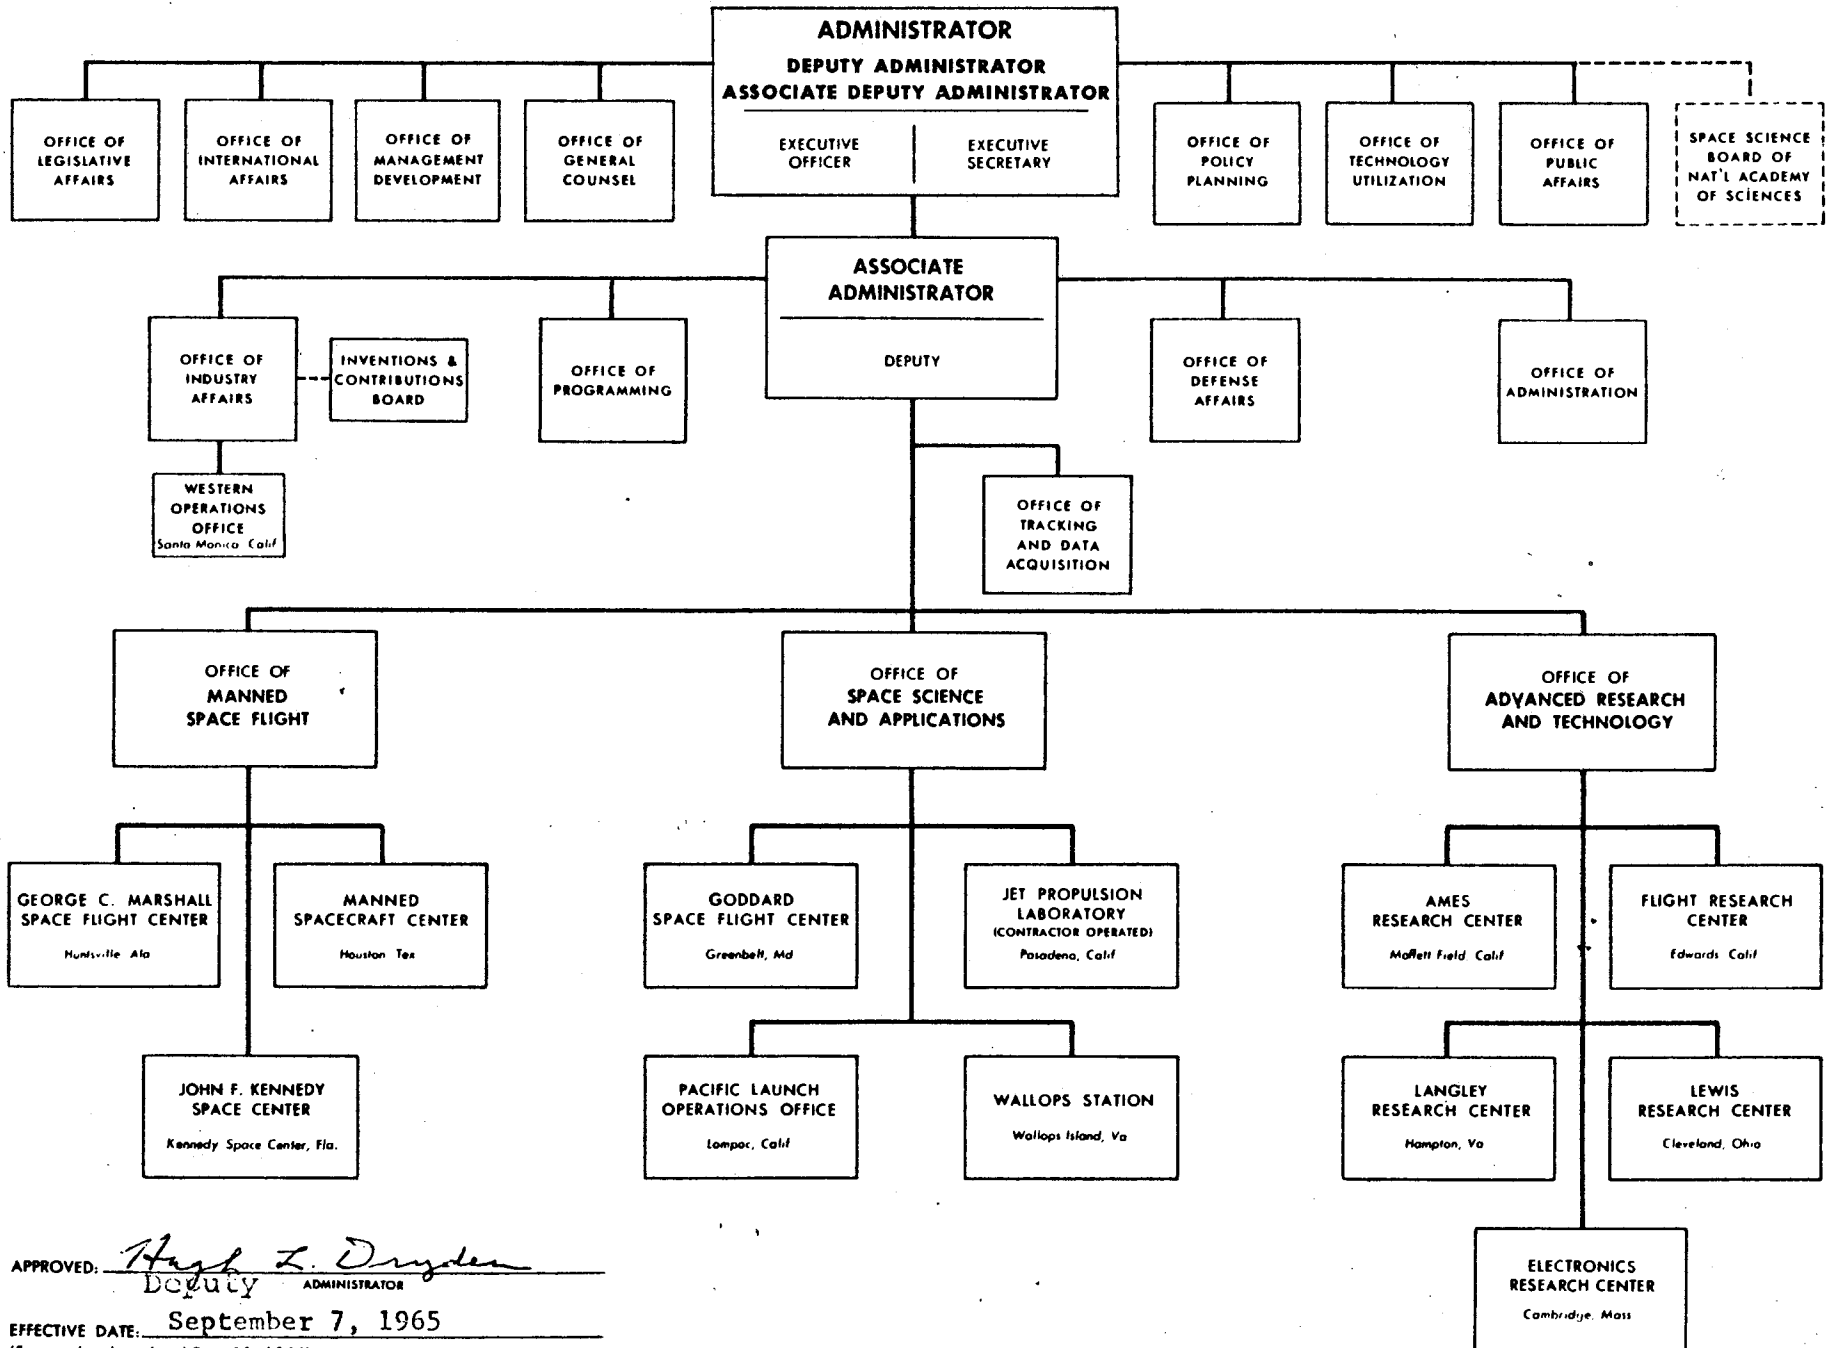 ADMINISTRATOR
DEPUTY ADMINISTRATOR
ASSOCIATE DEPUTY ADMINISTRATOR
EXECUTIVE
OFFICER
EXECUTIVE
SECRETARY
OFFICE OF
LEGISLATIVE
AFFAIRS
OFFICE OF
INTERNATIONAL
AFFAIRS
OFFICE OF
MANAGEMENT
DEVELOPMENT
OFFICE OF
GENERAL
COUNSEL
OFFICE OF
POLICY
PLANNING
OFFICE OF
TECHNOLOGY
UTILIZATION
OFFICE OF
PUBLIC
AFFAIRS
SPACE SCIENCE
BOARD OF
NAT'L ACADEMY
OF SCIENCES
ASSOCIATE
ADMINISTRATOR
DEPUTY
OFFICE OF
INDUSTRY
AFFAIRS
INVENTIONS &
CONTRIBUTIONS
BOARD
OFFICE OF
PROGRAMMING
OFFICE OF
DEFENSE
AFFAIRS
OFFICE OF
ADMINISTRATION
WESTERN
OPERATIONS
OFFICE
Santa Monica Calif
OFFICE OF
TRACKING
AND DATA
ACQUISITION
OFFICE OF
MANNED
SPACE FLIGHT
OFFICE OF
SPACE SCIENCE
AND APPLICATIONS
OFFICE OF
ADVANCED RESEARCH
AND TECHNOLOGY
GEORGE C. MARSHALL
SPACE FLIGHT CENTER
Huntsville Ala
MANNED
SPACECRAFT CENTER
Houston Tex
GODDARD
SPACE FLIGHT CENTER
Greenbelt, Md
JET PROPULSION
LABORATORY
(CONTRACTOR OPERATED)
Pasadena, Calif
AMES
RESEARCH CENTER
Moffett Field Calif
FLIGHT RESEARCH
CENTER
Edwards Calif
JOHN F. KENNEDY
SPACE CENTER
Kennedy Space Center, Fla.
PACIFIC LAUNCH
OPERATIONS OFFICE
Lompoc, Calif
WALLOPS STATION
Wallops Island, Va
LANGLEY
RESEARCH CENTER
Hampton, Va
LEWIS
RESEARCH CENTER
Cleveland, Ohio
ELECTRONICS
RESEARCH CENTER
Cambridge, Mass
APPROVED: Hugh L. Dryden
Deputy ADMINISTRATOR
EFFECTIVE DATE: September 7, 1965